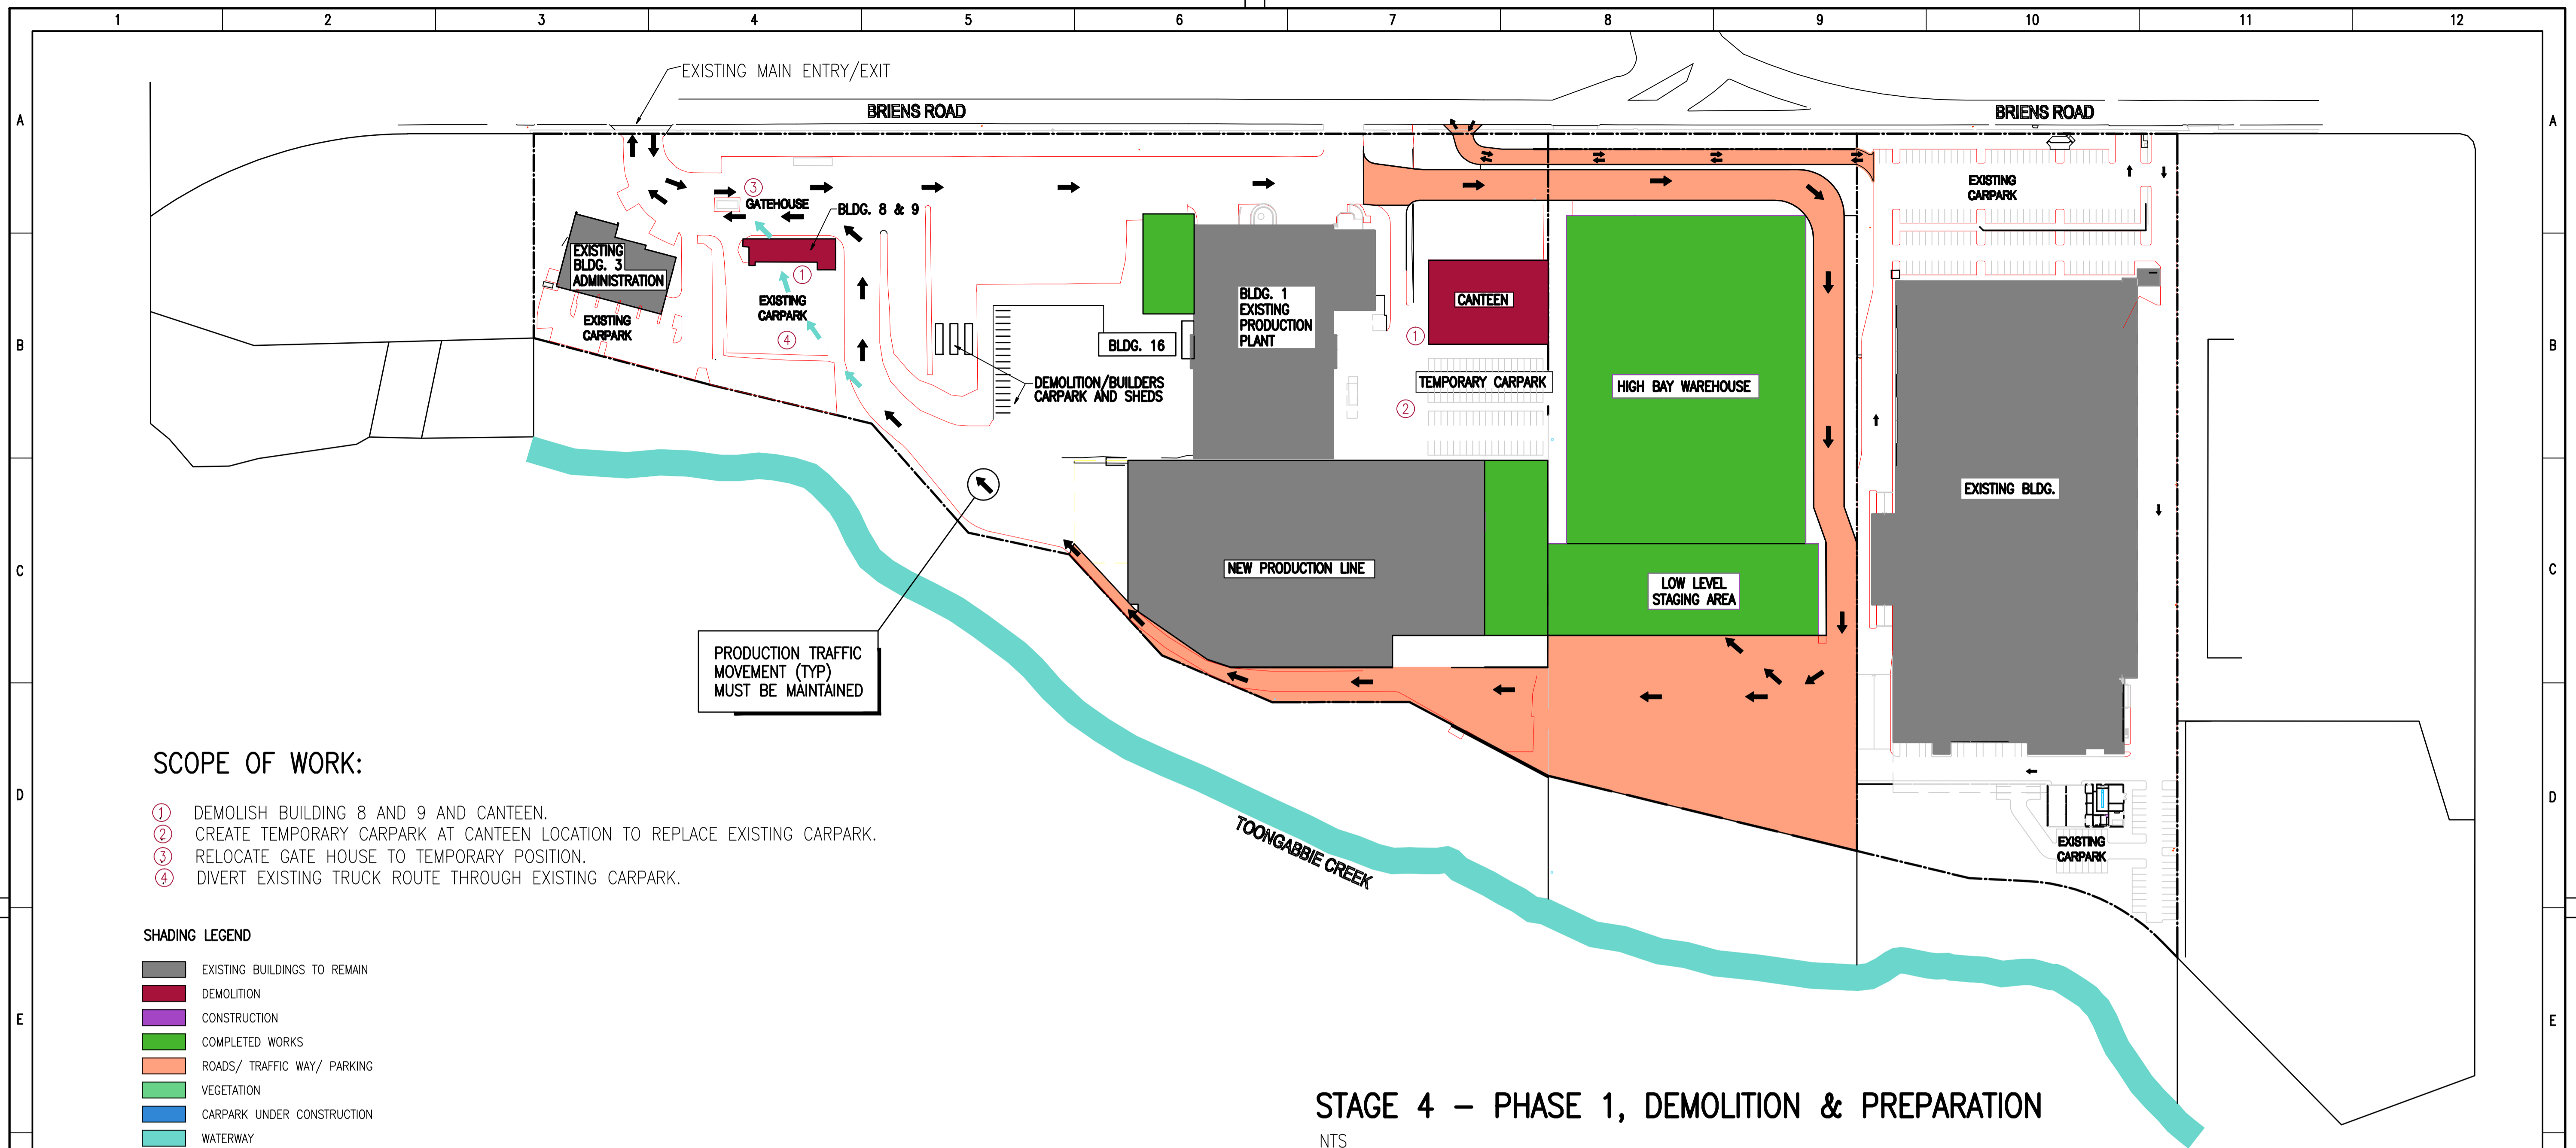 1 2 3 4 5 6 7 8 9 10 11 12
EXISTING MAIN ENTRY/EXIT
BRIENS ROAD
BRIENS ROAD
A
A
3
GATEHOUSE
BLDG. 8 & 9
EXISTING
CARPARK
EXISTING
BLDG. 3
ADMINISTRATION
1
EXISTING
CARPARK
4
EXISTING
CARPARK
BLDG. 1
EXISTING
PRODUCTION
PLANT
CANTEEN
1
B
B
BLDG. 16
DEMOLITION/BUILDERS
CARPARK AND SHEDS
TEMPORARY CARPARK
2
HIGH BAY WAREHOUSE
EXISTING BLDG.
C
C
NEW PRODUCTION LINE
LOW LEVEL
STAGING AREA
PRODUCTION TRAFFIC
MOVEMENT (TYP)
MUST BE MAINTAINED
D
D
TOONGABBIE CREEK
EXISTING
CARPARK
SCOPE OF WORK:
1 DEMOLISH BUILDING 8 AND 9 AND CANTEEN.
2 CREATE TEMPORARY CARPARK AT CANTEEN LOCATION TO REPLACE EXISTING CARPARK.
3 RELOCATE GATE HOUSE TO TEMPORARY POSITION.
4 DIVERT EXISTING TRUCK ROUTE THROUGH EXISTING CARPARK.
SHADING LEGEND
EXISTING BUILDINGS TO REMAIN
DEMOLITION
CONSTRUCTION
COMPLETED WORKS
ROADS/ TRAFFIC WAY/ PARKING
VEGETATION
CARPARK UNDER CONSTRUCTION
WATERWAY
E
E
STAGE 4 – PHASE 1, DEMOLITION & PREPARATION
NTS